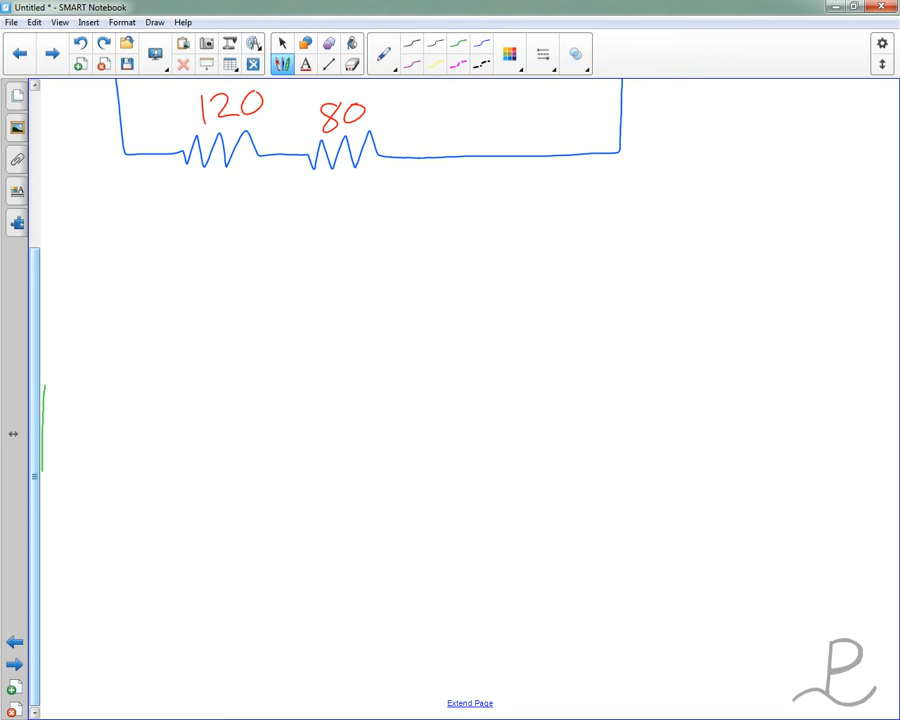 Untitled * - SMART Notebook
File Edit View Insert Format Draw Help
120 80
Extend Page